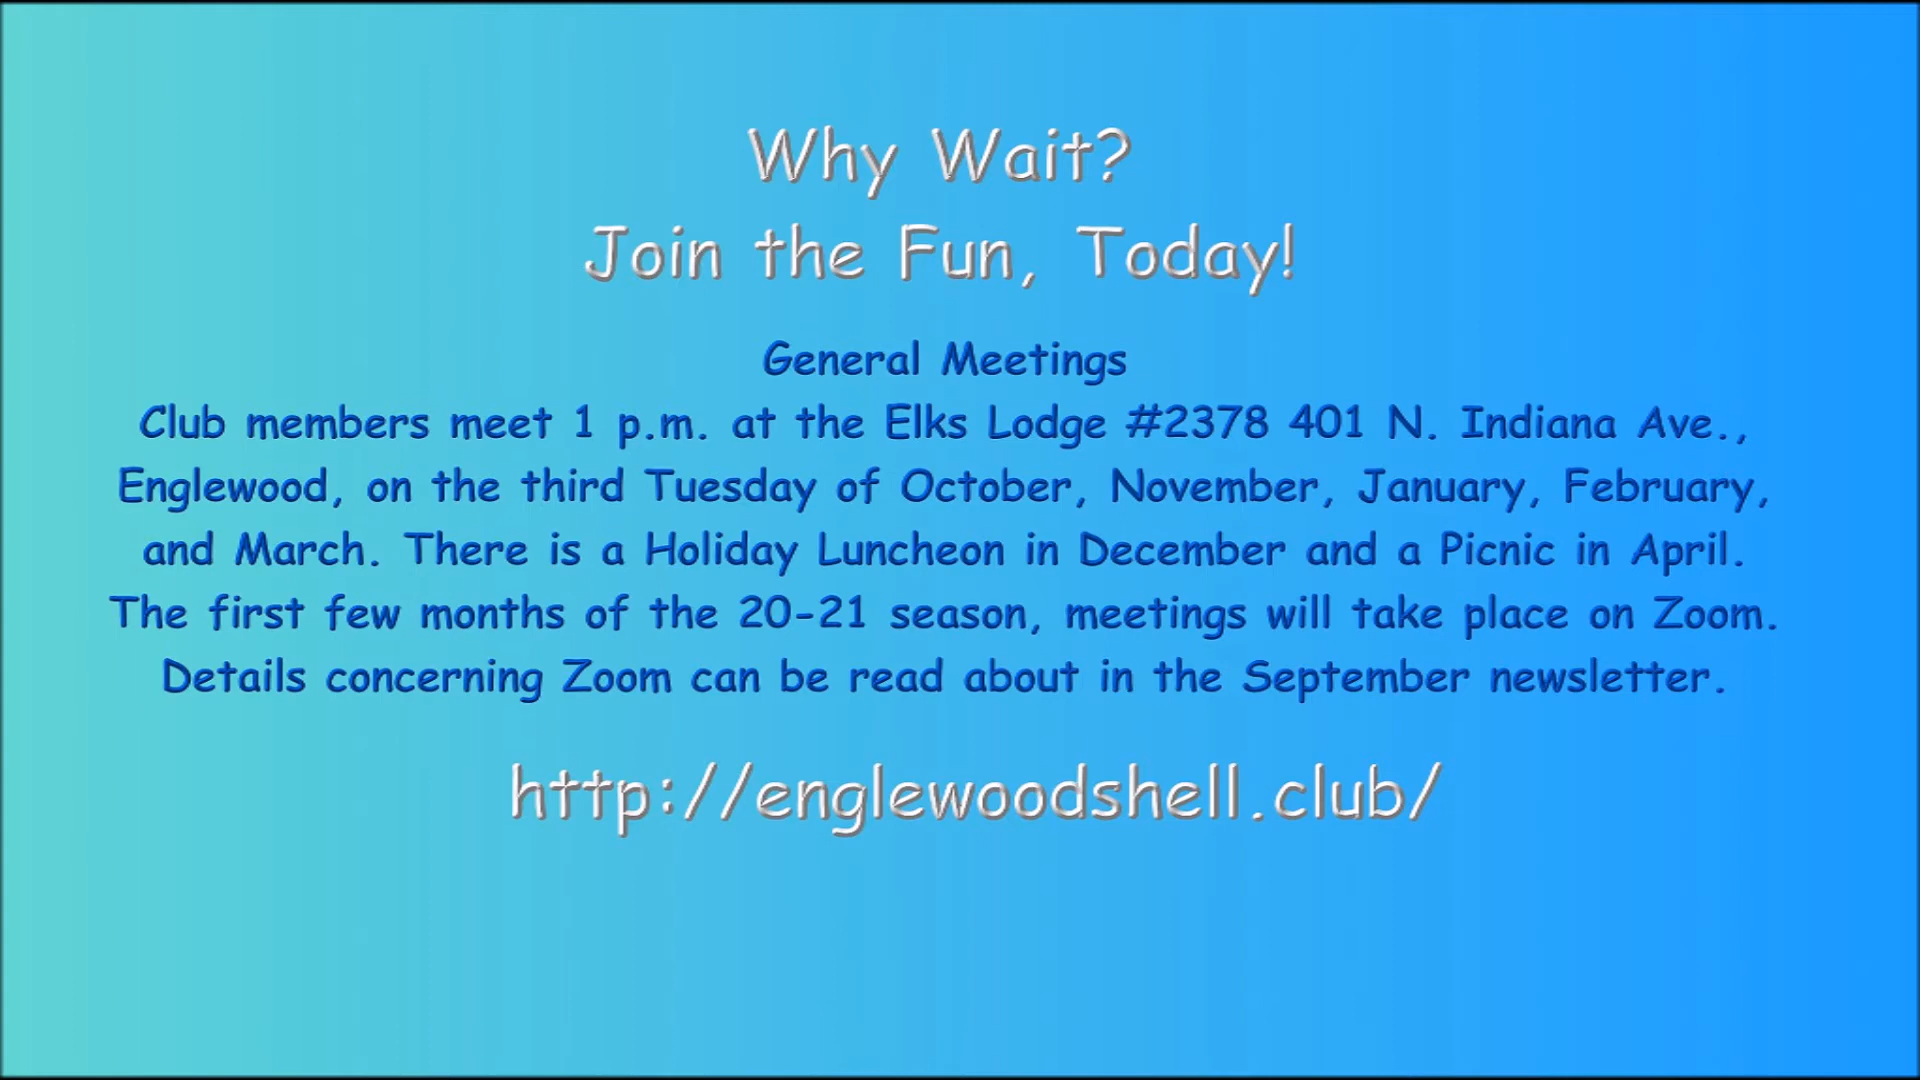 Why Wait?
Join the Fun, Today!
General Meetings
Club members meet 1 p.m. at the Elks Lodge #2378 401 N. Indiana Ave.,
Englewood, on the third Tuesday of October, November, January, February,
and March. There is a Holiday Luncheon in December and a Picnic in April.
The first few months of the 20-21 season, meetings will take place on Zoom.
Details concerning Zoom can be read about in the September newsletter.
http://englewoodshell.club/